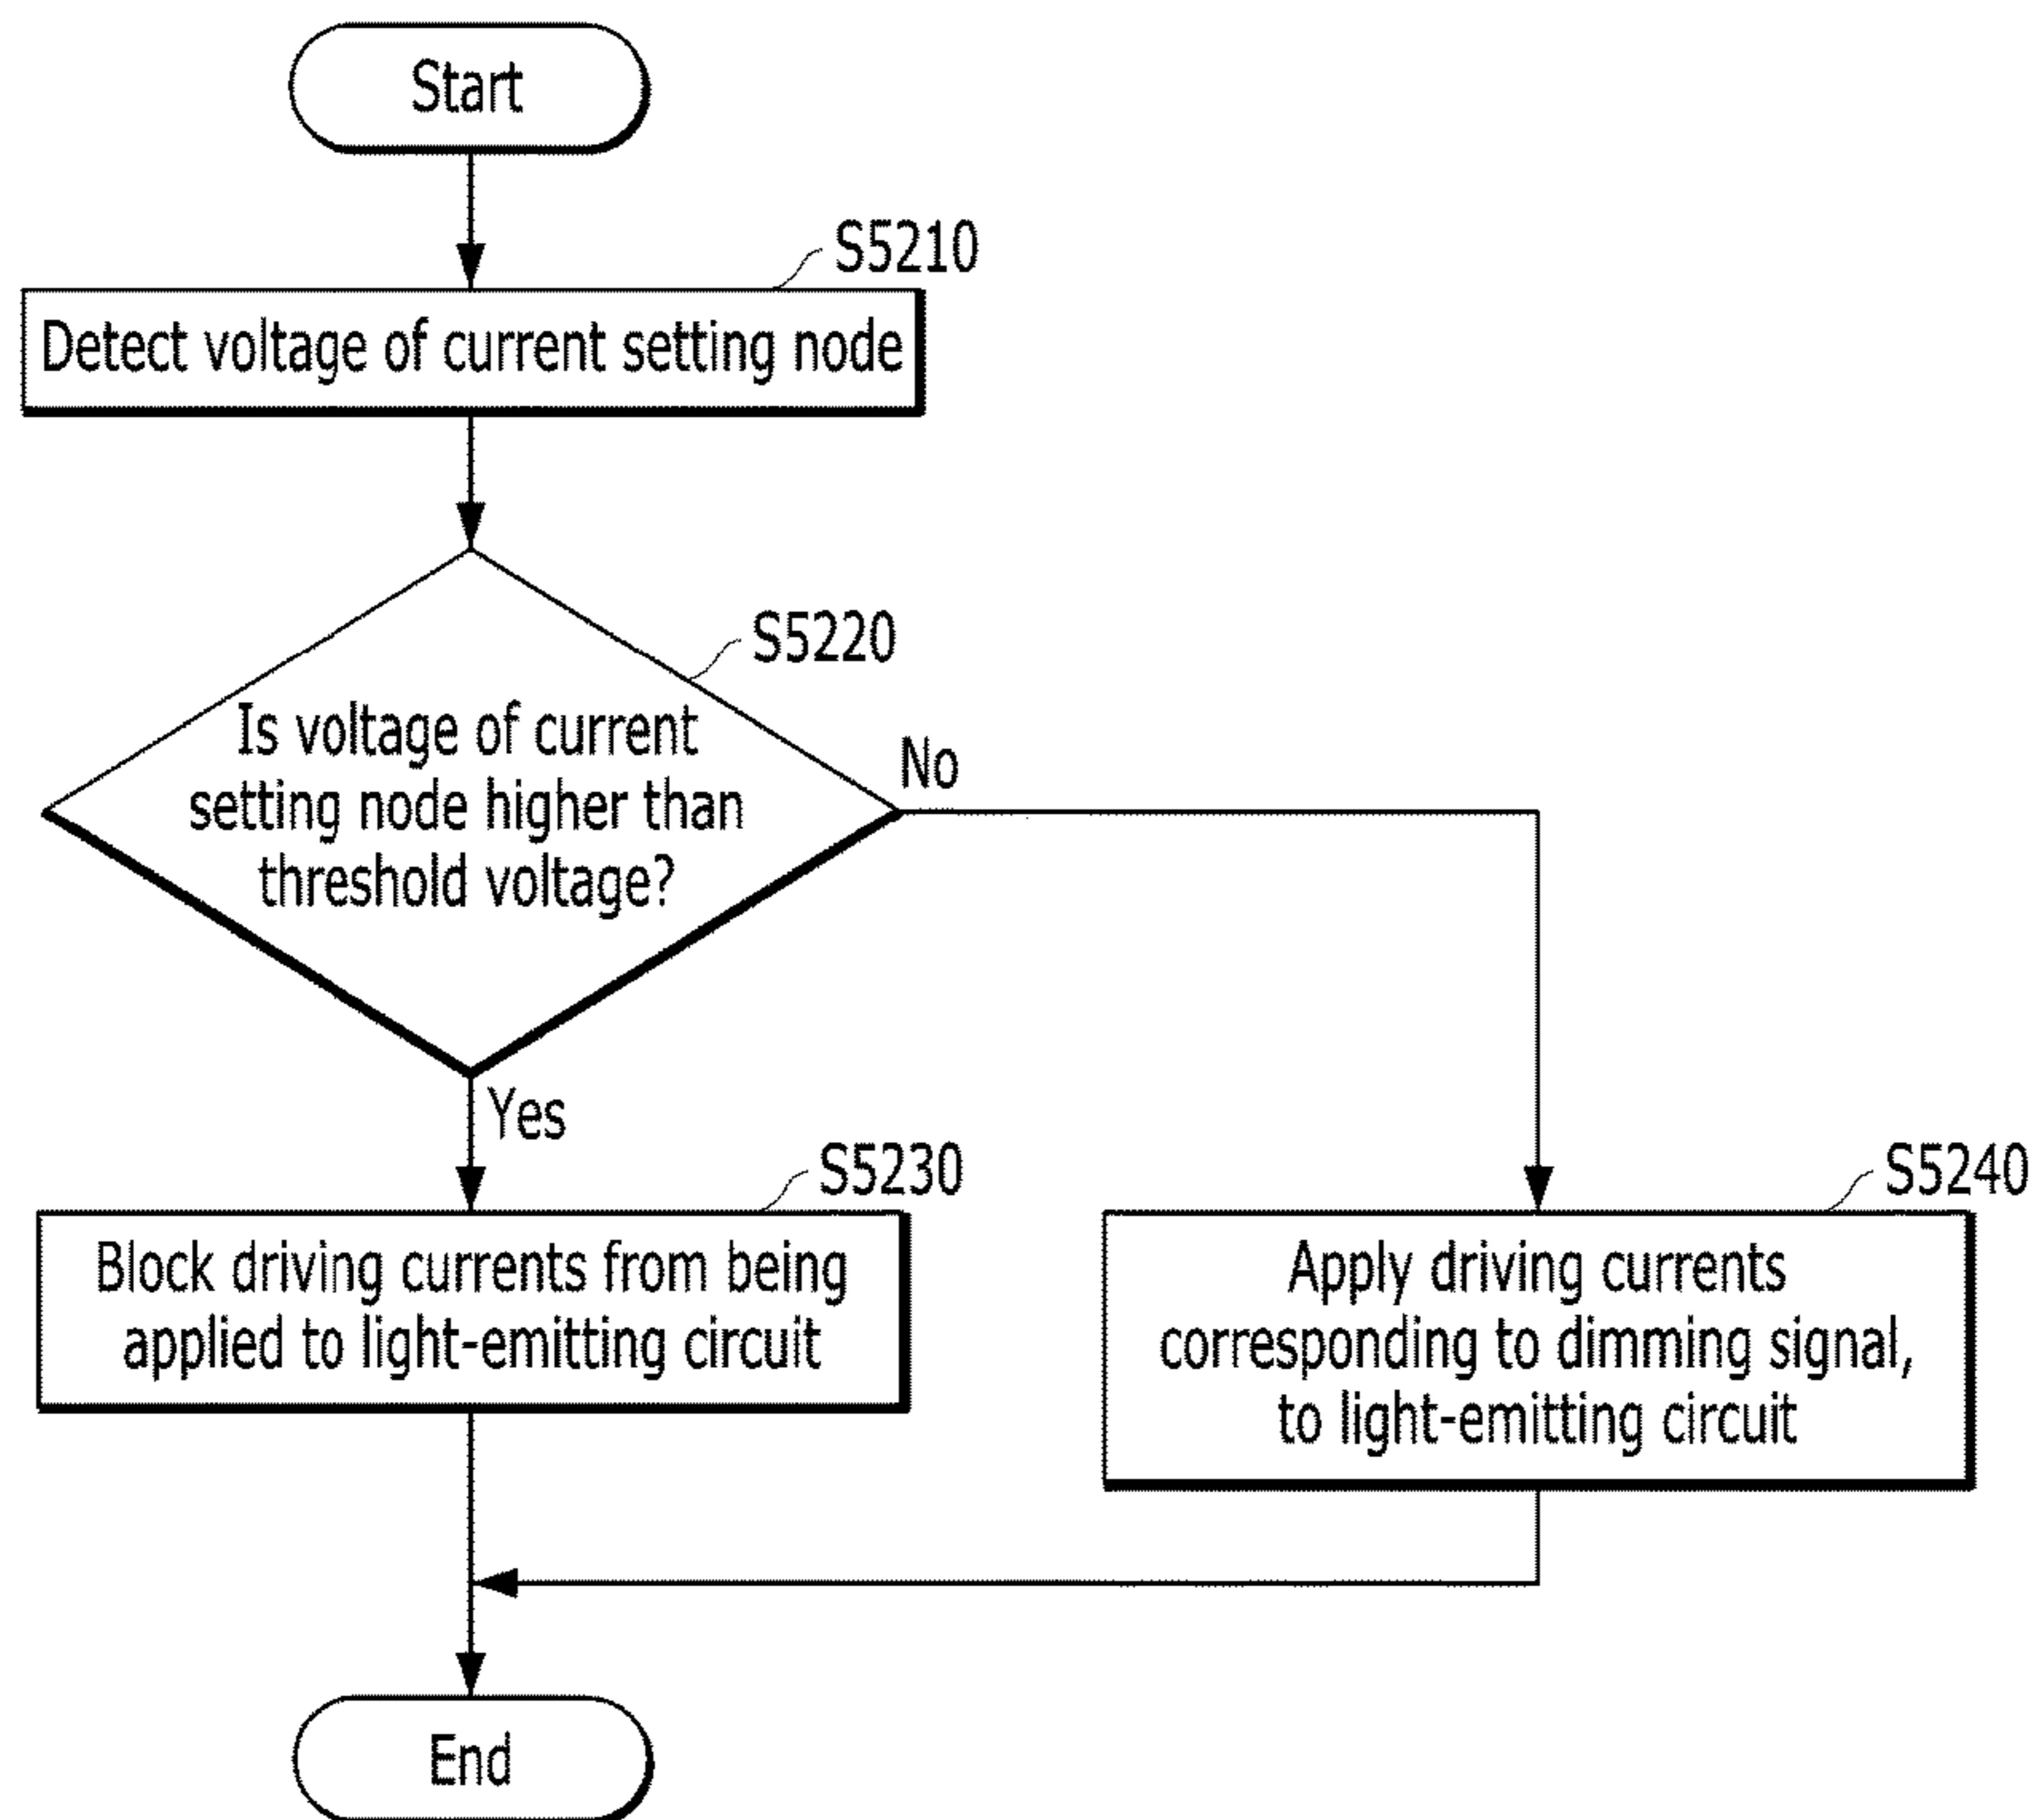 Start
S5210
Detect voltage of current setting node
S5220
Is voltage of current
setting node higher than
threshold voltage?
No
Yes
S5230
Block driving currents from being
applied to light-emitting circuit
S5240
Apply driving currents
corresponding to dimming signal,
to light-emitting circuit
End